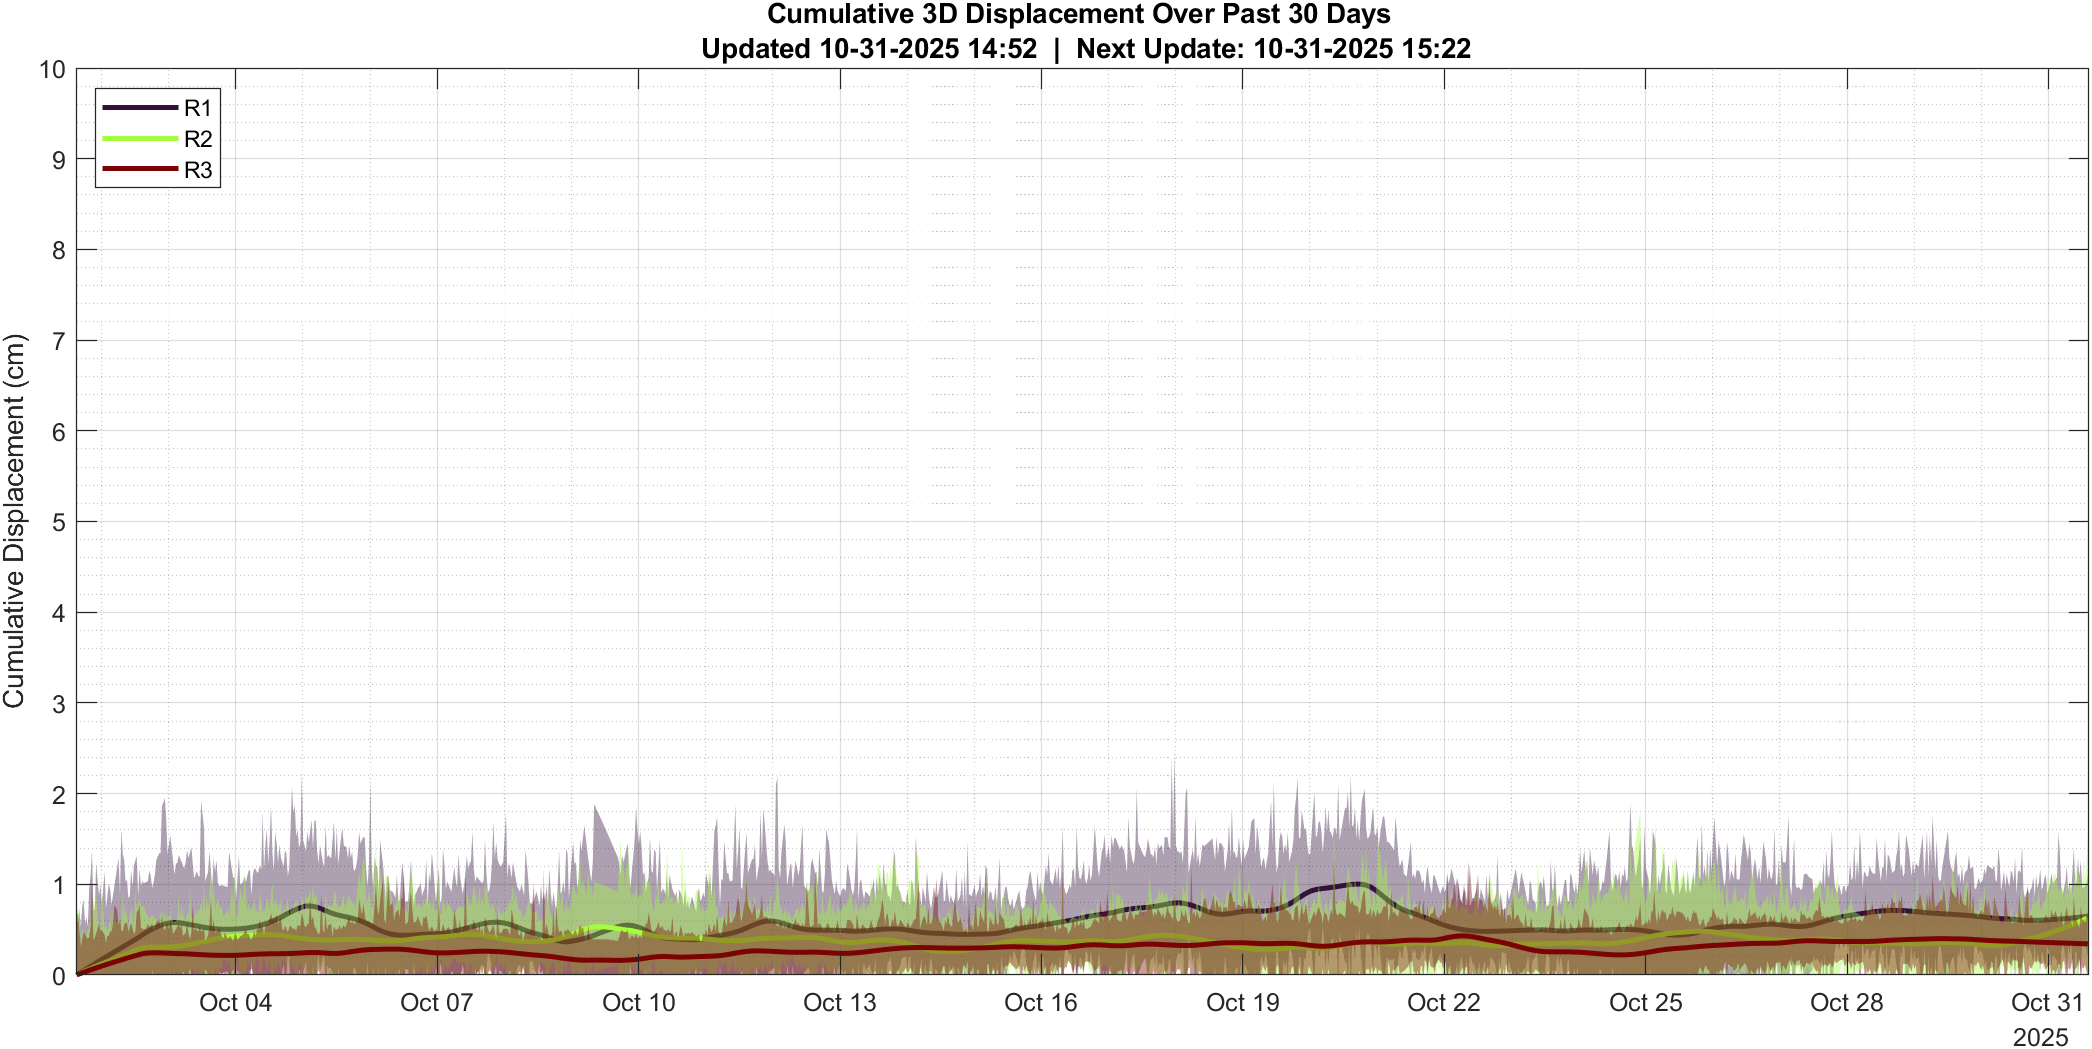 Cumulative 3D Displacement Over Past 30 Days
Updated 10-31-2025 14:52 | Next Update: 10-31-2025 15:22
R1
R2
R3
Cumulative Displacement (cm)
10
9
8
7
6
5
4
3
2
1
0
Oct 04 Oct 07 Oct 10 Oct 13 Oct 16 Oct 19 Oct 22 Oct 25 Oct 28 Oct 31
2025